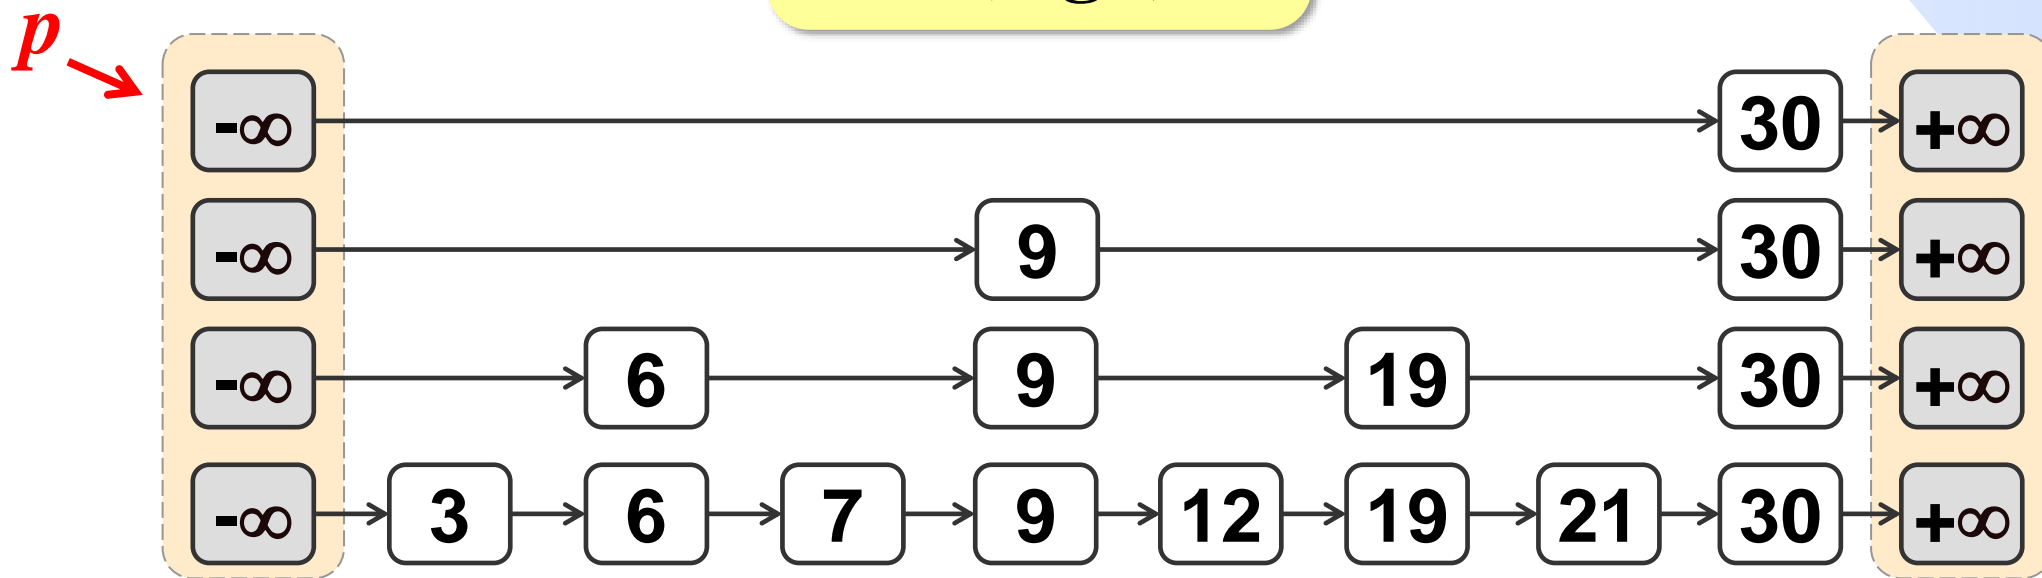 p
-∞ 30 +∞
-∞ 9 30 +∞
-∞ 6 9 19 30 +∞
-∞ 3 6 7 9 12 19 21 30 +∞